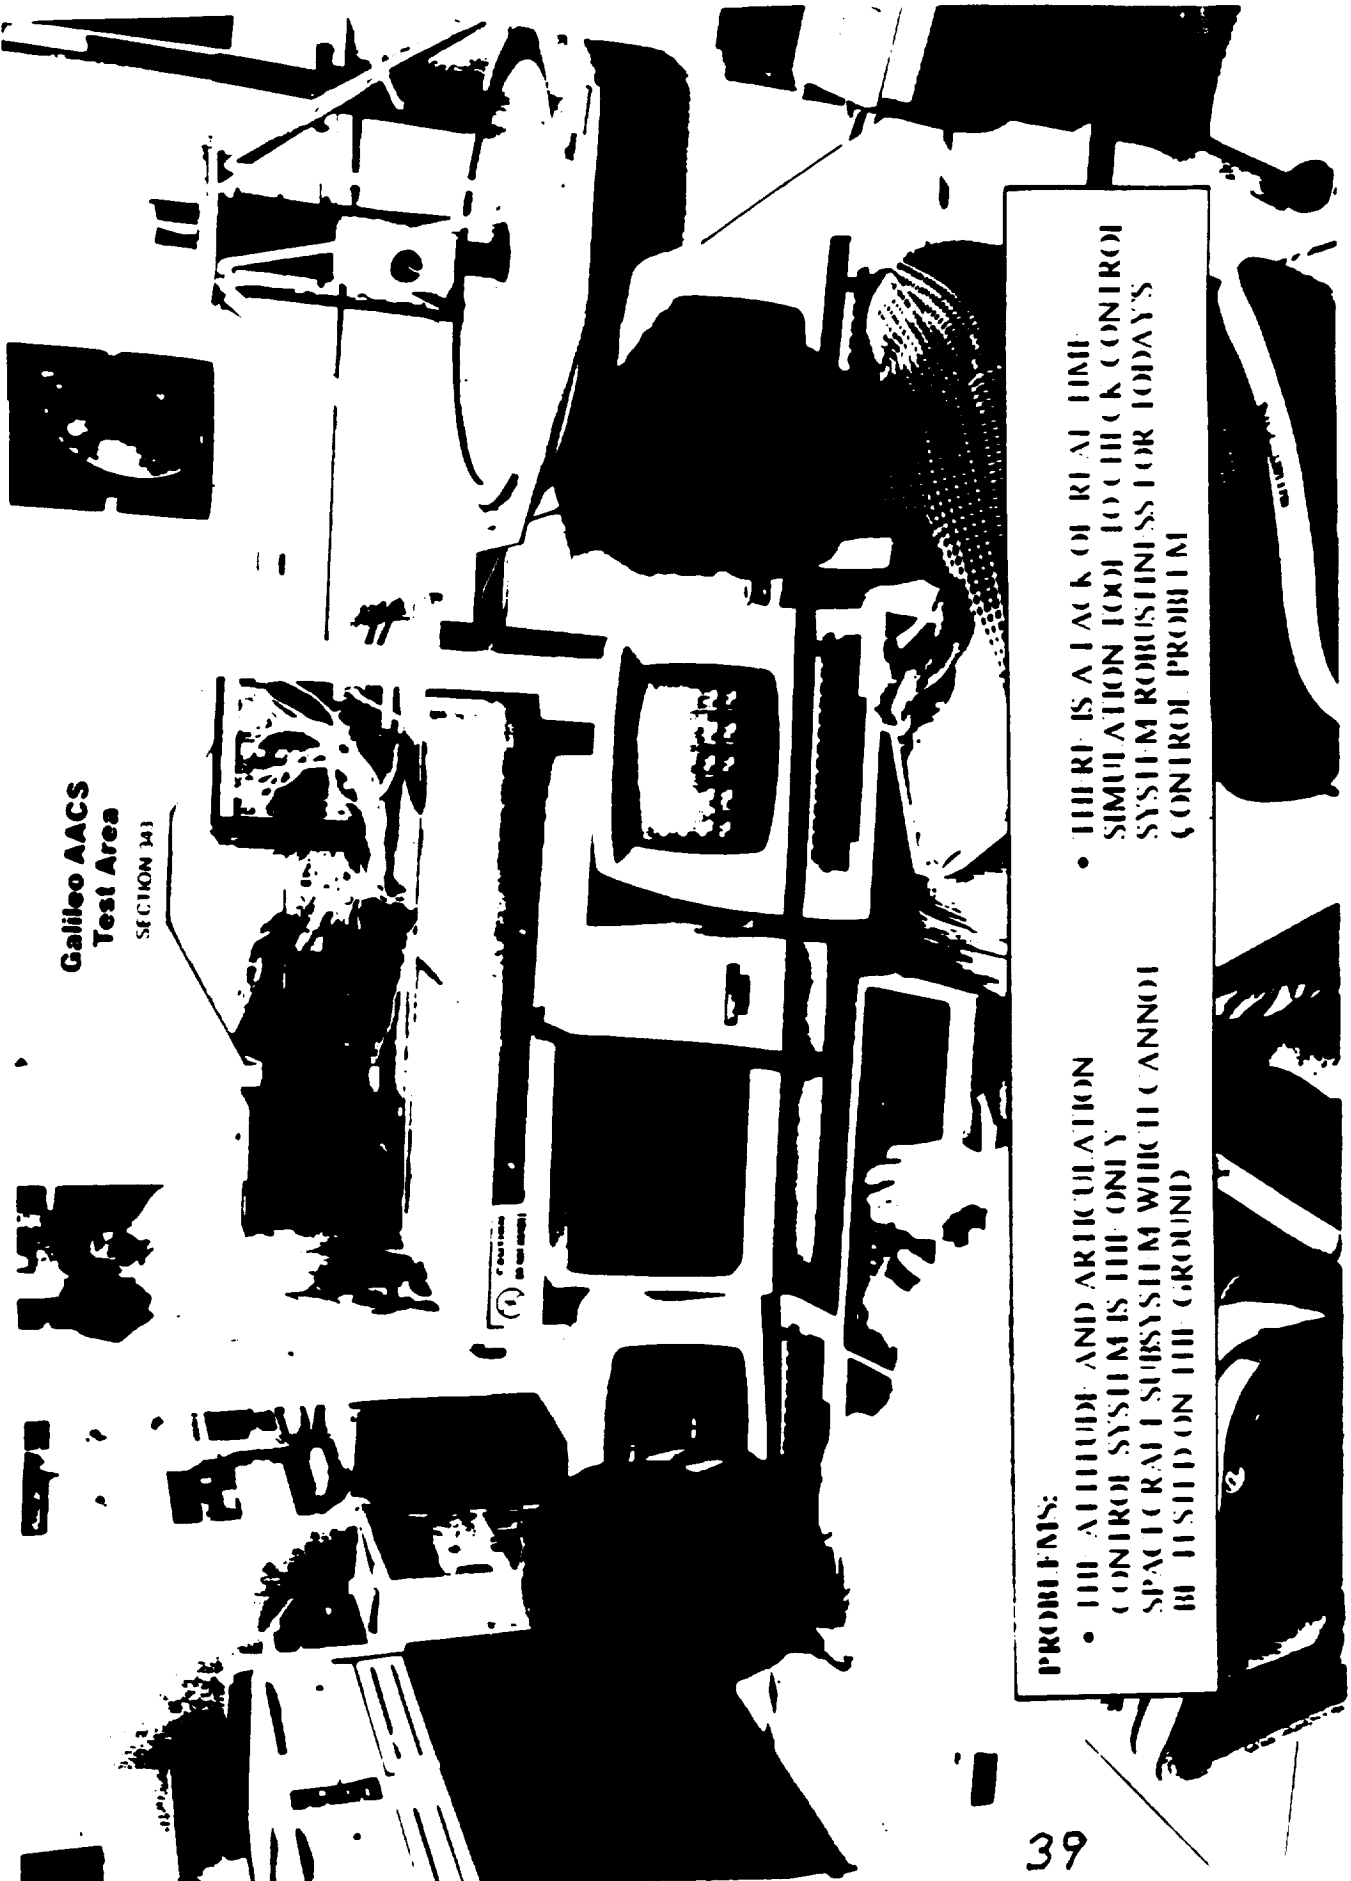 Galileo AACS
Test Area
SECTION 343
PROBLEMS:
• THE ATTITUDE AND ARTICULATION
CONTROL SYSTEM IS THE ONLY
SPACECRAFT SUBSYSTEM WHICH CANNOT
BE TESTED ON THE GROUND
• THERE IS A LACK OF REAL TIME
SIMULATION TOOL TO CHECK CONTROL
SYSTEM ROBUSTINESS FOR TODAY'S
CONTROL PROBLEM
39